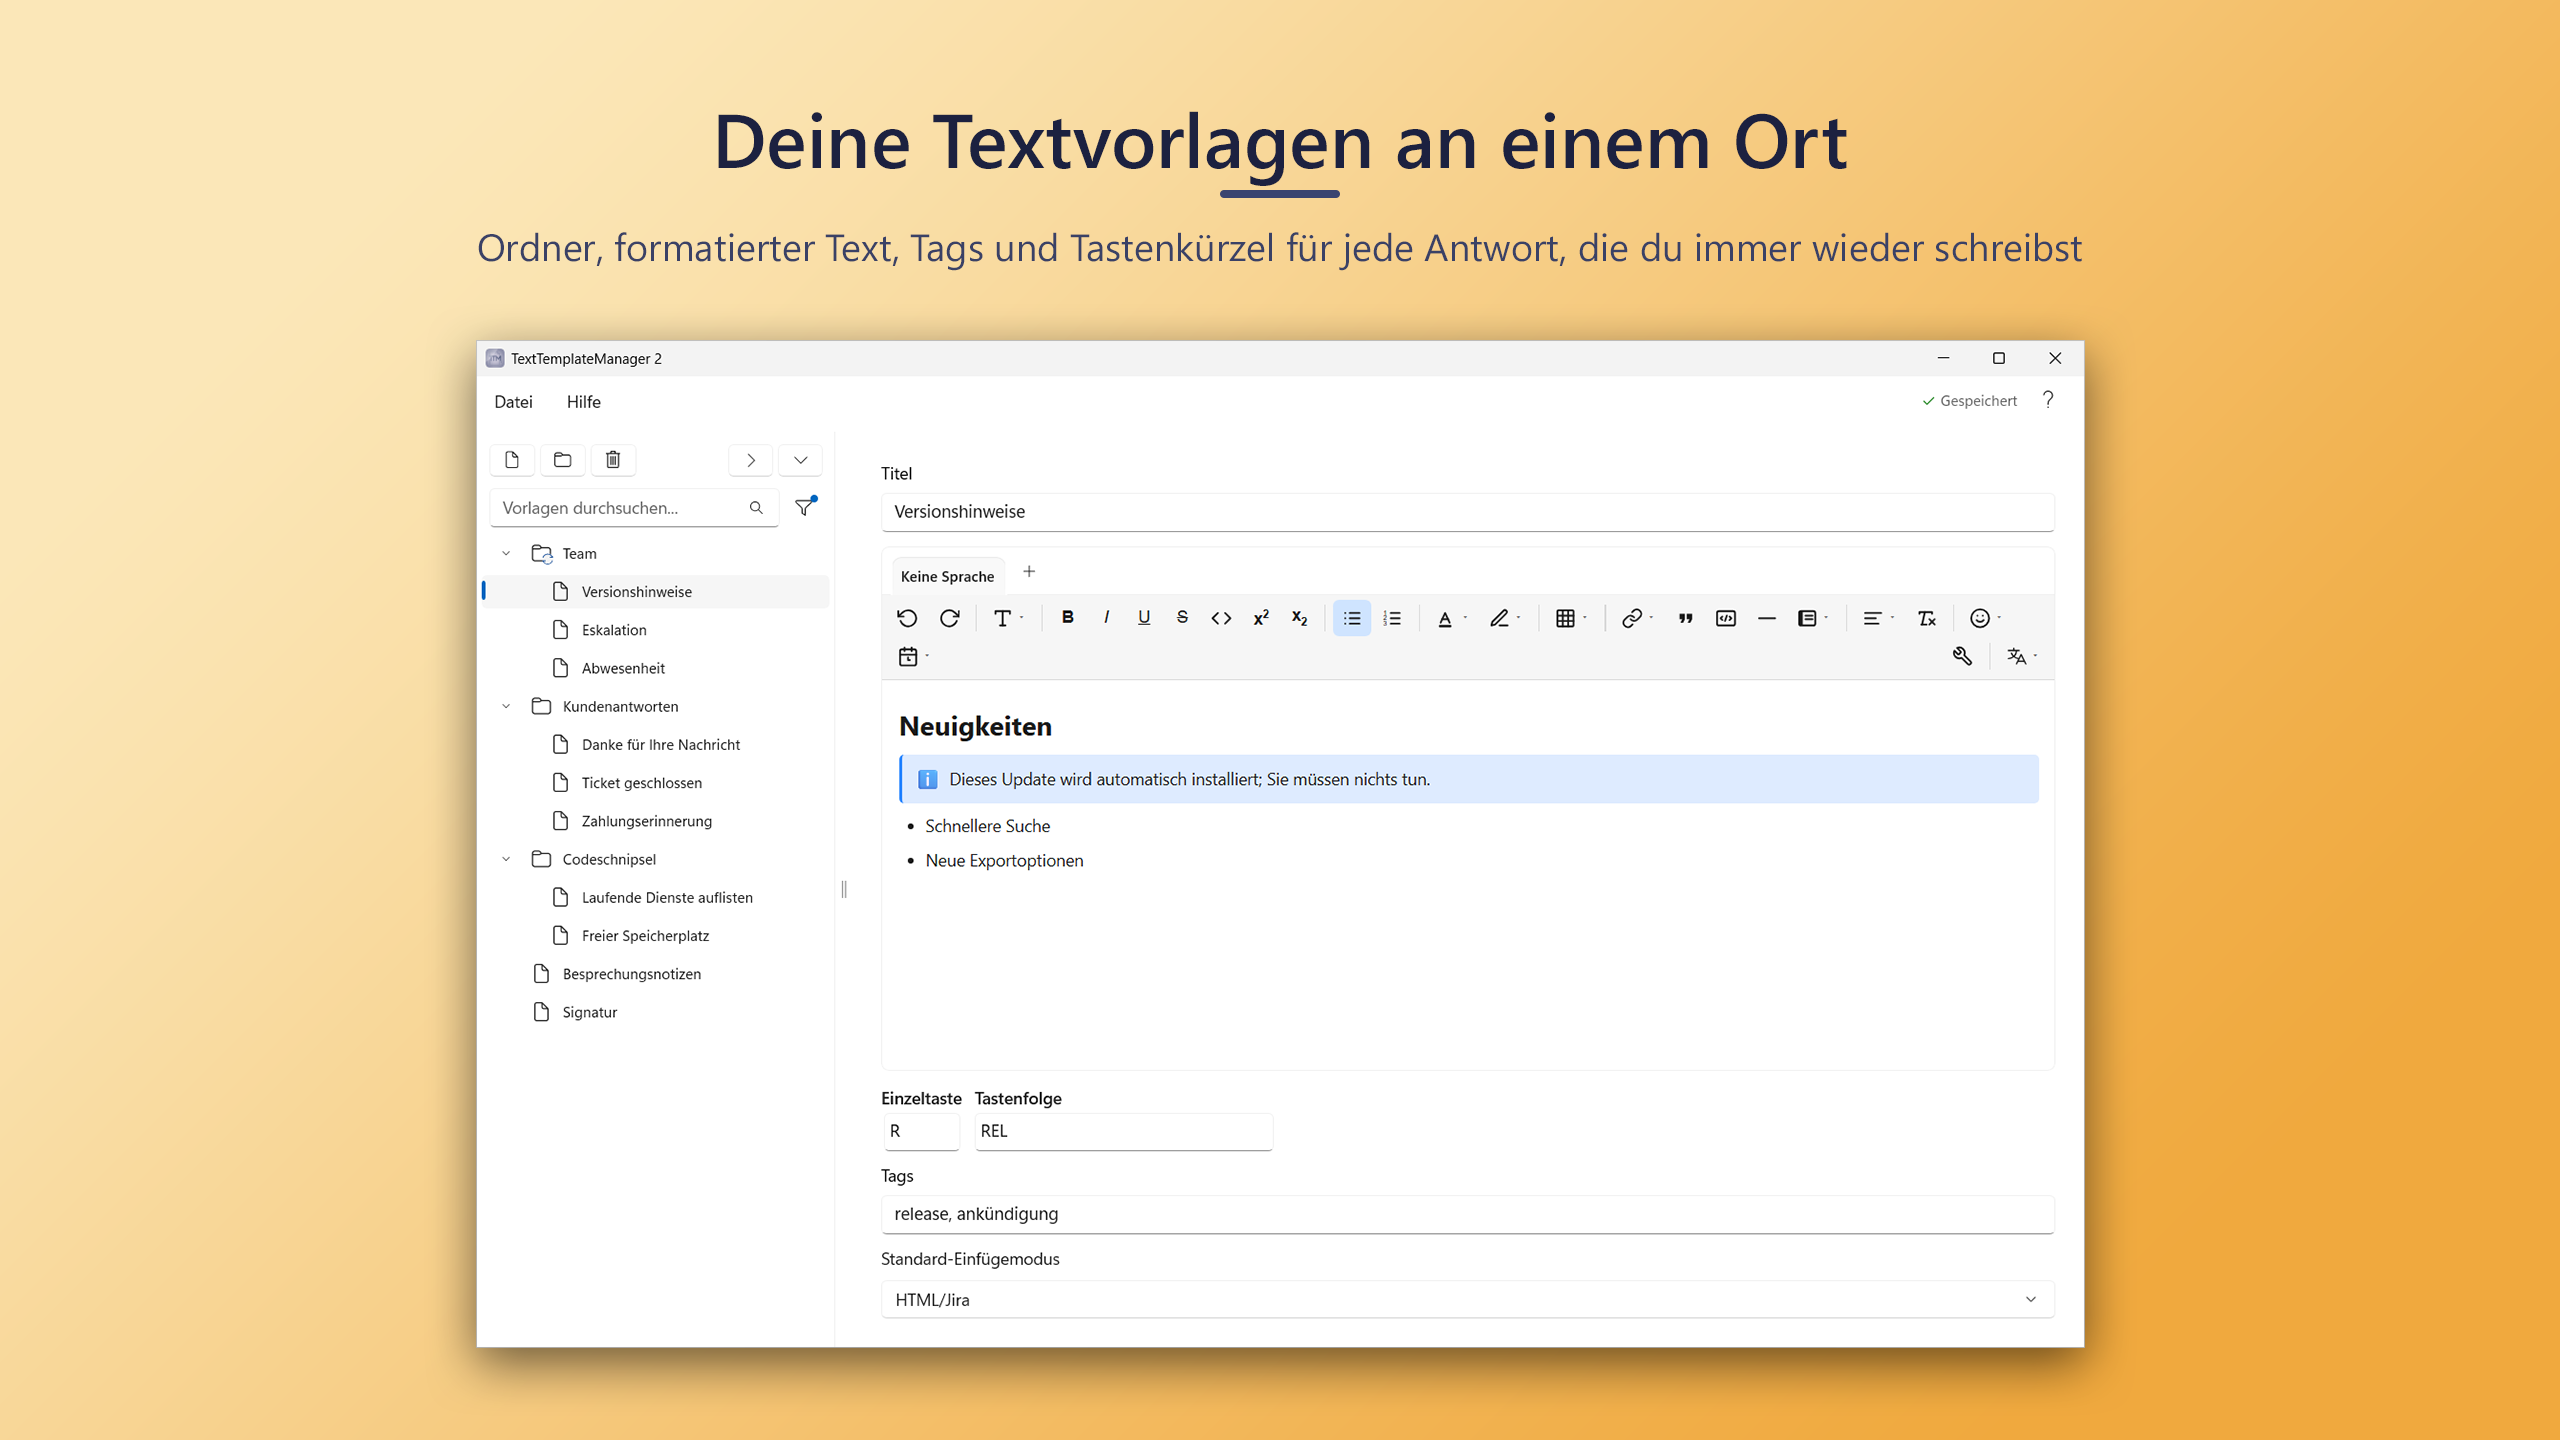 Deine Textvorlagen an einem Ort
Ordner, formatierter Text, Tags und Tastenkürzel für jede Antwort, die du immer wieder schreibst
TextTemplateManager 2
Datei Hilfe
Gespeichert ?
Vorlagen durchsuchen...
Team
Versionshinweise
Eskalation
Abwesenheit
Kundenantworten
Danke für Ihre Nachricht
Ticket geschlossen
Zahlungserinnerung
Codeschnipsel
Laufende Dienste auflisten
Freier Speicherplatz
Besprechungsnotizen
Signatur
Titel
Versionshinweise
Keine Sprache
Neuigkeiten
Dieses Update wird automatisch installiert; Sie müssen nichts tun.
• Schnellere Suche
• Neue Exportoptionen
Einzeltaste Tastenfolge
R REL
Tags
release, ankündigung
Standard-Einfügemodus
HTML/Jira